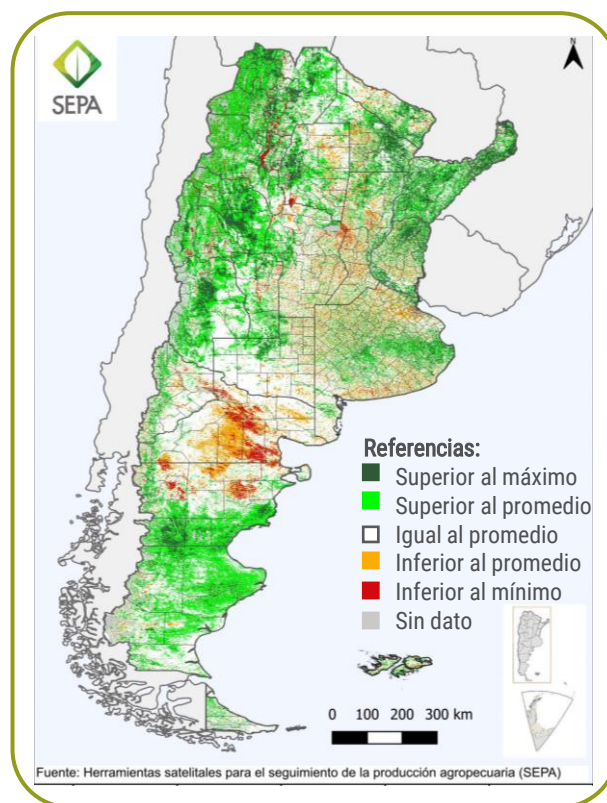 SEPA
N
Referencias:
Superior al máximo
Superior al promedio
Igual al promedio
Inferior al promedio
Inferior al mínimo
Sin dato
0 100 200 300 km
Fuente: Herramientas satelitales para el seguimiento de la producción agropecuaria (SEPA)